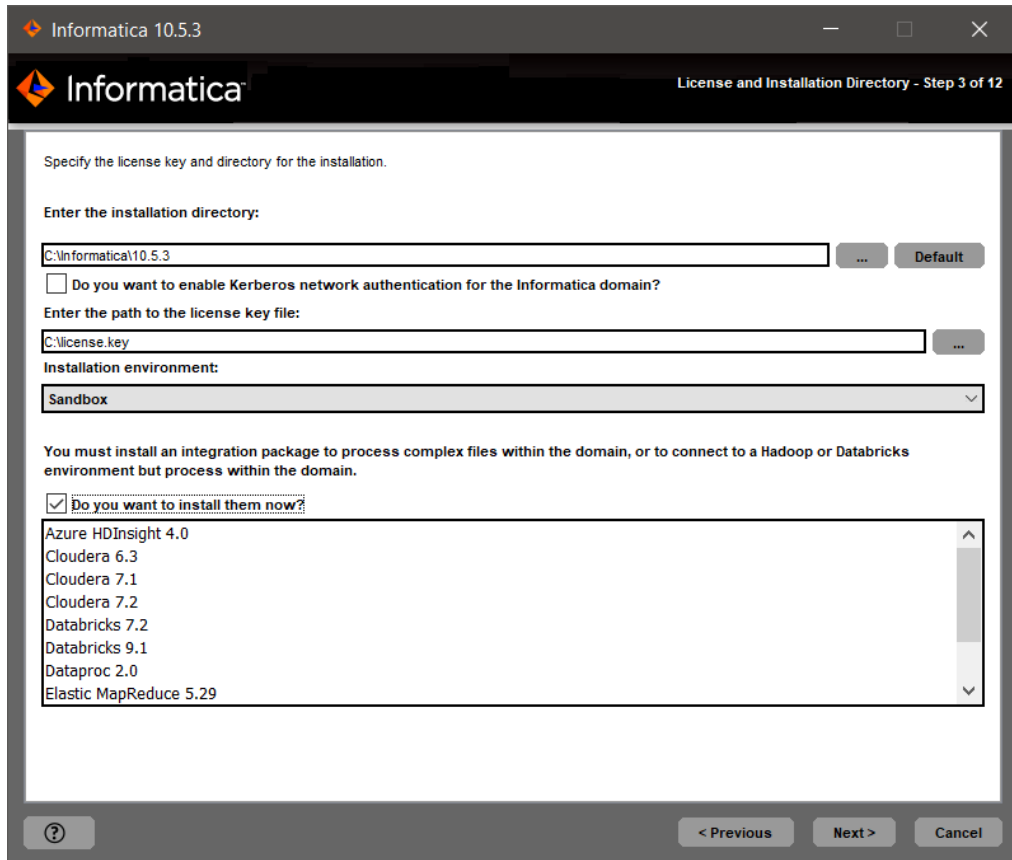 Informatica 10.5.3
Informatica
License and Installation Directory - Step 3 of 12
Specify the license key and directory for the installation.
Enter the installation directory:
C:\Informatica\10.5.3
...
Default
Do you want to enable Kerberos network authentication for the Informatica domain?
Enter the path to the license key file:
C:\license.key
...
Installation environment:
Sandbox
You must install an integration package to process complex files within the domain, or to connect to a Hadoop or Databricks
environment but process within the domain.
Do you want to install them now?
Azure HDInsight 4.0
Cloudera 6.3
Cloudera 7.1
Cloudera 7.2
Databricks 7.2
Databricks 9.1
Dataproc 2.0
Elastic MapReduce 5.29
?
< Previous
Next >
Cancel